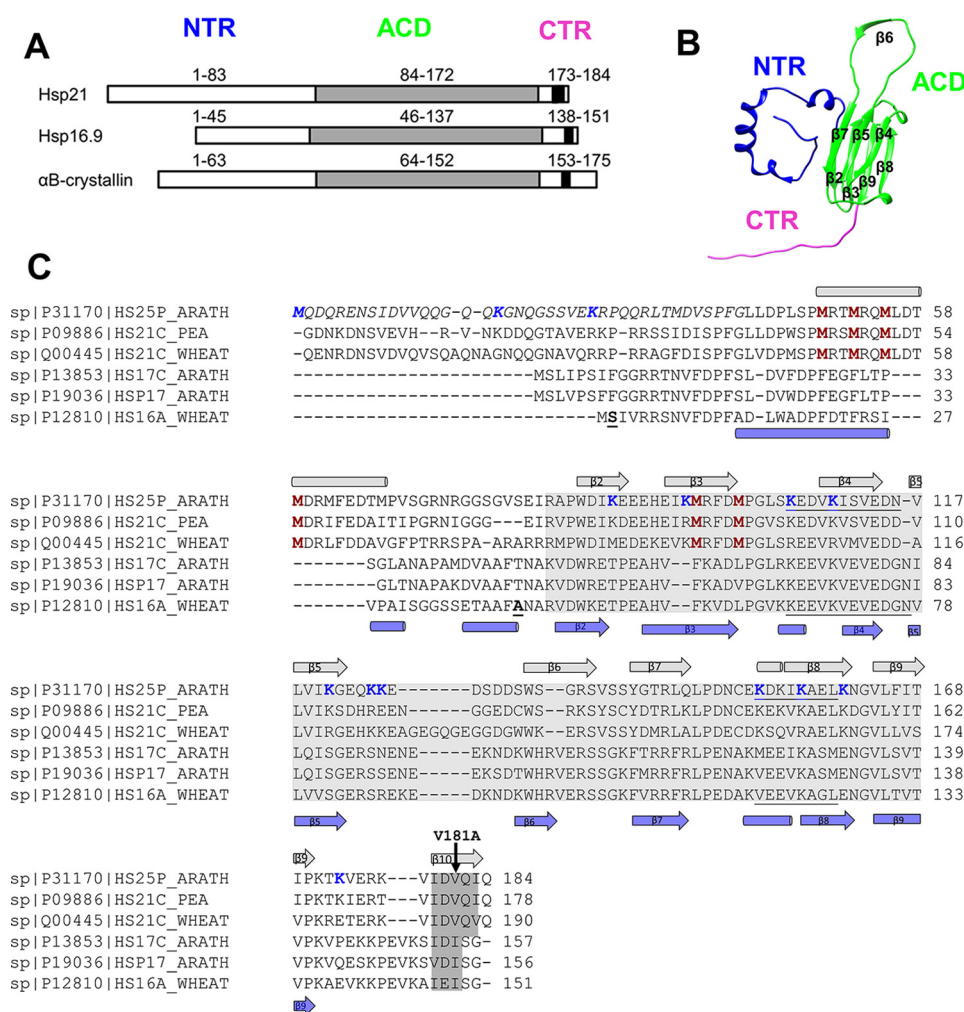 A
NTR ACD CTR
1-83 84-172 173-184
Hsp21
1-45 46-137 138-151
Hsp16.9
1-63 64-152 153-175
αB-crystallin
B
NTR
ACD
CTR
β6
β7 β5 β4
β2 β3 β9 β8
C
sp|P31170|HS25P_ARATH MQDQRENSIDVVQQG-Q-QKGNQGSSVEKRPQQRLTMDVSPFGLLDPLSPMRTMRQMLDT 58
sp|P09886|HS21C_PEA -GDNKDNSVEVH--R-VNKDDQGTAVERKP-RRSSIDISPFGLLDPWSPMRSMRQMLDT 54
sp|Q00445|HS21C_WHEAT -QENRDNSVDVQVSQAQNAGNQQGNAVQRRP-RRAGFDISPFGLVDPMSPMRTMRQMLDT 58
sp|P13853|HS17C_ARATH -----------------------MSLIPSIFGGRRTNVFDPFSL-DVFDPFEGFLTP--- 33
sp|P19036|HSP17_ARATH -----------------------MSLVPSFFGGRRTNVFDPFSL-DVWDPFEGFLTP--- 33
sp|P12810|HS16A_WHEAT -----------------------------MSIVRRSNVFDPFAD-LWADPFDTFRSI--- 27
β2 β3 β4 β5
sp|P31170|HS25P_ARATH MDRMFEDTMPVSGRNRGGSGVSEIRAPWDIKEEEHEIKMRFDMPGLSKEDVKISVEDN-V 117
sp|P09886|HS21C_PEA MDRIFEDAITIPGRNIGGG---EIRVPWEIKDEEHEIRMRFDMPGLSKEDVKVSVEDD-V 110
sp|Q00445|HS21C_WHEAT MDRLFDDAVGFPTRRSPA-ARARRRMPWDIMEDEKEVKMRFDMPGLSREEVRVMVEDD-A 116
sp|P13853|HS17C_ARATH -------SGLANAPAMDVAAFTNAKVDWRETPEAHV--FKADLPGLRKEEVKVEVEDGNI 84
sp|P19036|HSP17_ARATH -------GLTNAPAKDVAAFTNAKVDWRETPEAHV--FKADLPGLKKEEVKVEVEDGNI 83
sp|P12810|HS16A_WHEAT -------VPAISGGSSETAAFANARVDWKETPEAHV--FKVDLPGVKKEEVKVEVEDGNV 78
β2 β3 β4 β5
β5 β6 β7 β8 β9
sp|P31170|HS25P_ARATH LVIKGEQKKE-------DSDDSWS-GRSVSSYGTRLQLPDNCEKDKIKAELKNGVLFIT 168
sp|P09886|HS21C_PEA LVIKSDHREEN------GGEDCWS--RKSYSCYDTRLKLPDNCEKEKVKAELKDGVLYIT 162
sp|Q00445|HS21C_WHEAT LVIRGEHKKEAGEGQGEGGDGWWK--ERSVSSYDMRLALPDECDKSQVRAELKNGVLLVS 174
sp|P13853|HS17C_ARATH LQISGERSNENE-----EKNDKWHRVERSSGKFTRRFRLPENAKMEEIKASMENGVLSVT 139
sp|P19036|HSP17_ARATH LQISGERSSENE-----EKSDTWHRVERSSGKFMRRFRLPENAKVEEVKASMENGVLSVT 138
sp|P12810|HS16A_WHEAT LVVSGERSREKE-----DKNDKWHRVERSSGKFVRRFRLPEDAKVEEVKAGLENGVLTVT 133
β5 β6 β7 β8 β9
V181A
β9 β10
sp|P31170|HS25P_ARATH IPKTKVERK---VIDVQIQ 184
sp|P09886|HS21C_PEA IPKTKIERT---VIDVQIQ 178
sp|Q00445|HS21C_WHEAT VPKRETERK---VIDVQVQ 190
sp|P13853|HS17C_ARATH VPKVPEKKPEVKSIDISG- 157
sp|P19036|HSP17_ARATH VPKVQESKPEVKSVDISG- 156
sp|P12810|HS16A_WHEAT VPKAEVKKPEVKAIEISG- 151
β9